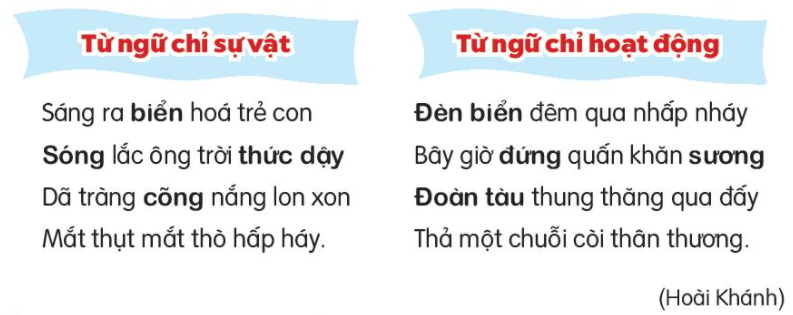 Từ ngữ chỉ sự vật
Sáng ra biển hoá trẻ con
Sóng lắc ông trời thức dậy
Dã tràng cõng nắng lon xon
Mắt thụt mắt thò hấp háy.
Từ ngữ chỉ hoạt động
Đèn biển đêm qua nhấp nháy
Bây giờ đứng quấn khăn sương
Đoàn tàu thung thăng qua đấy
Thả một chuỗi còi thân thương.
(Hoài Khánh)